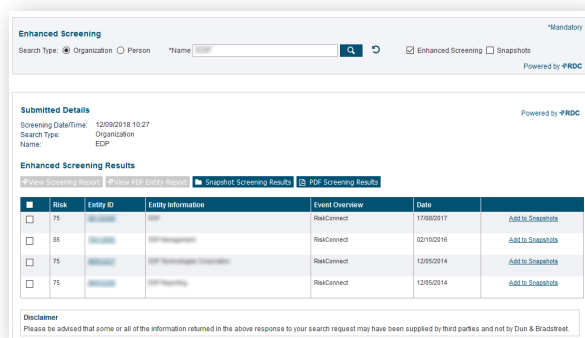 *Mandatory
Enhanced Screening
Search Type: Organization Person *Name Enhanced Screening Snapshots
Powered by RDC
Submitted Details
Powered by RDC
Screening Date/Time: 12/09/2018 10:27
Search Type: Organization
Name: EDP
Enhanced Screening Results
View Screening Report View PDF Entity Report Snapshot Screening Results PDF Screening Results
Risk Entity ID Entity Information Event Overview Date
75 RiskConnect 17/08/2017 Add to Snapshots
85 RiskConnect 02/10/2016 Add to Snapshots
75 RiskConnect 12/05/2014 Add to Snapshots
75 RiskConnect 12/05/2014 Add to Snapshots
Disclaimer
Please be advised that some or all of the information returned in the above response to your search request may have been supplied by third parties and not by Dun & Bradstreet.